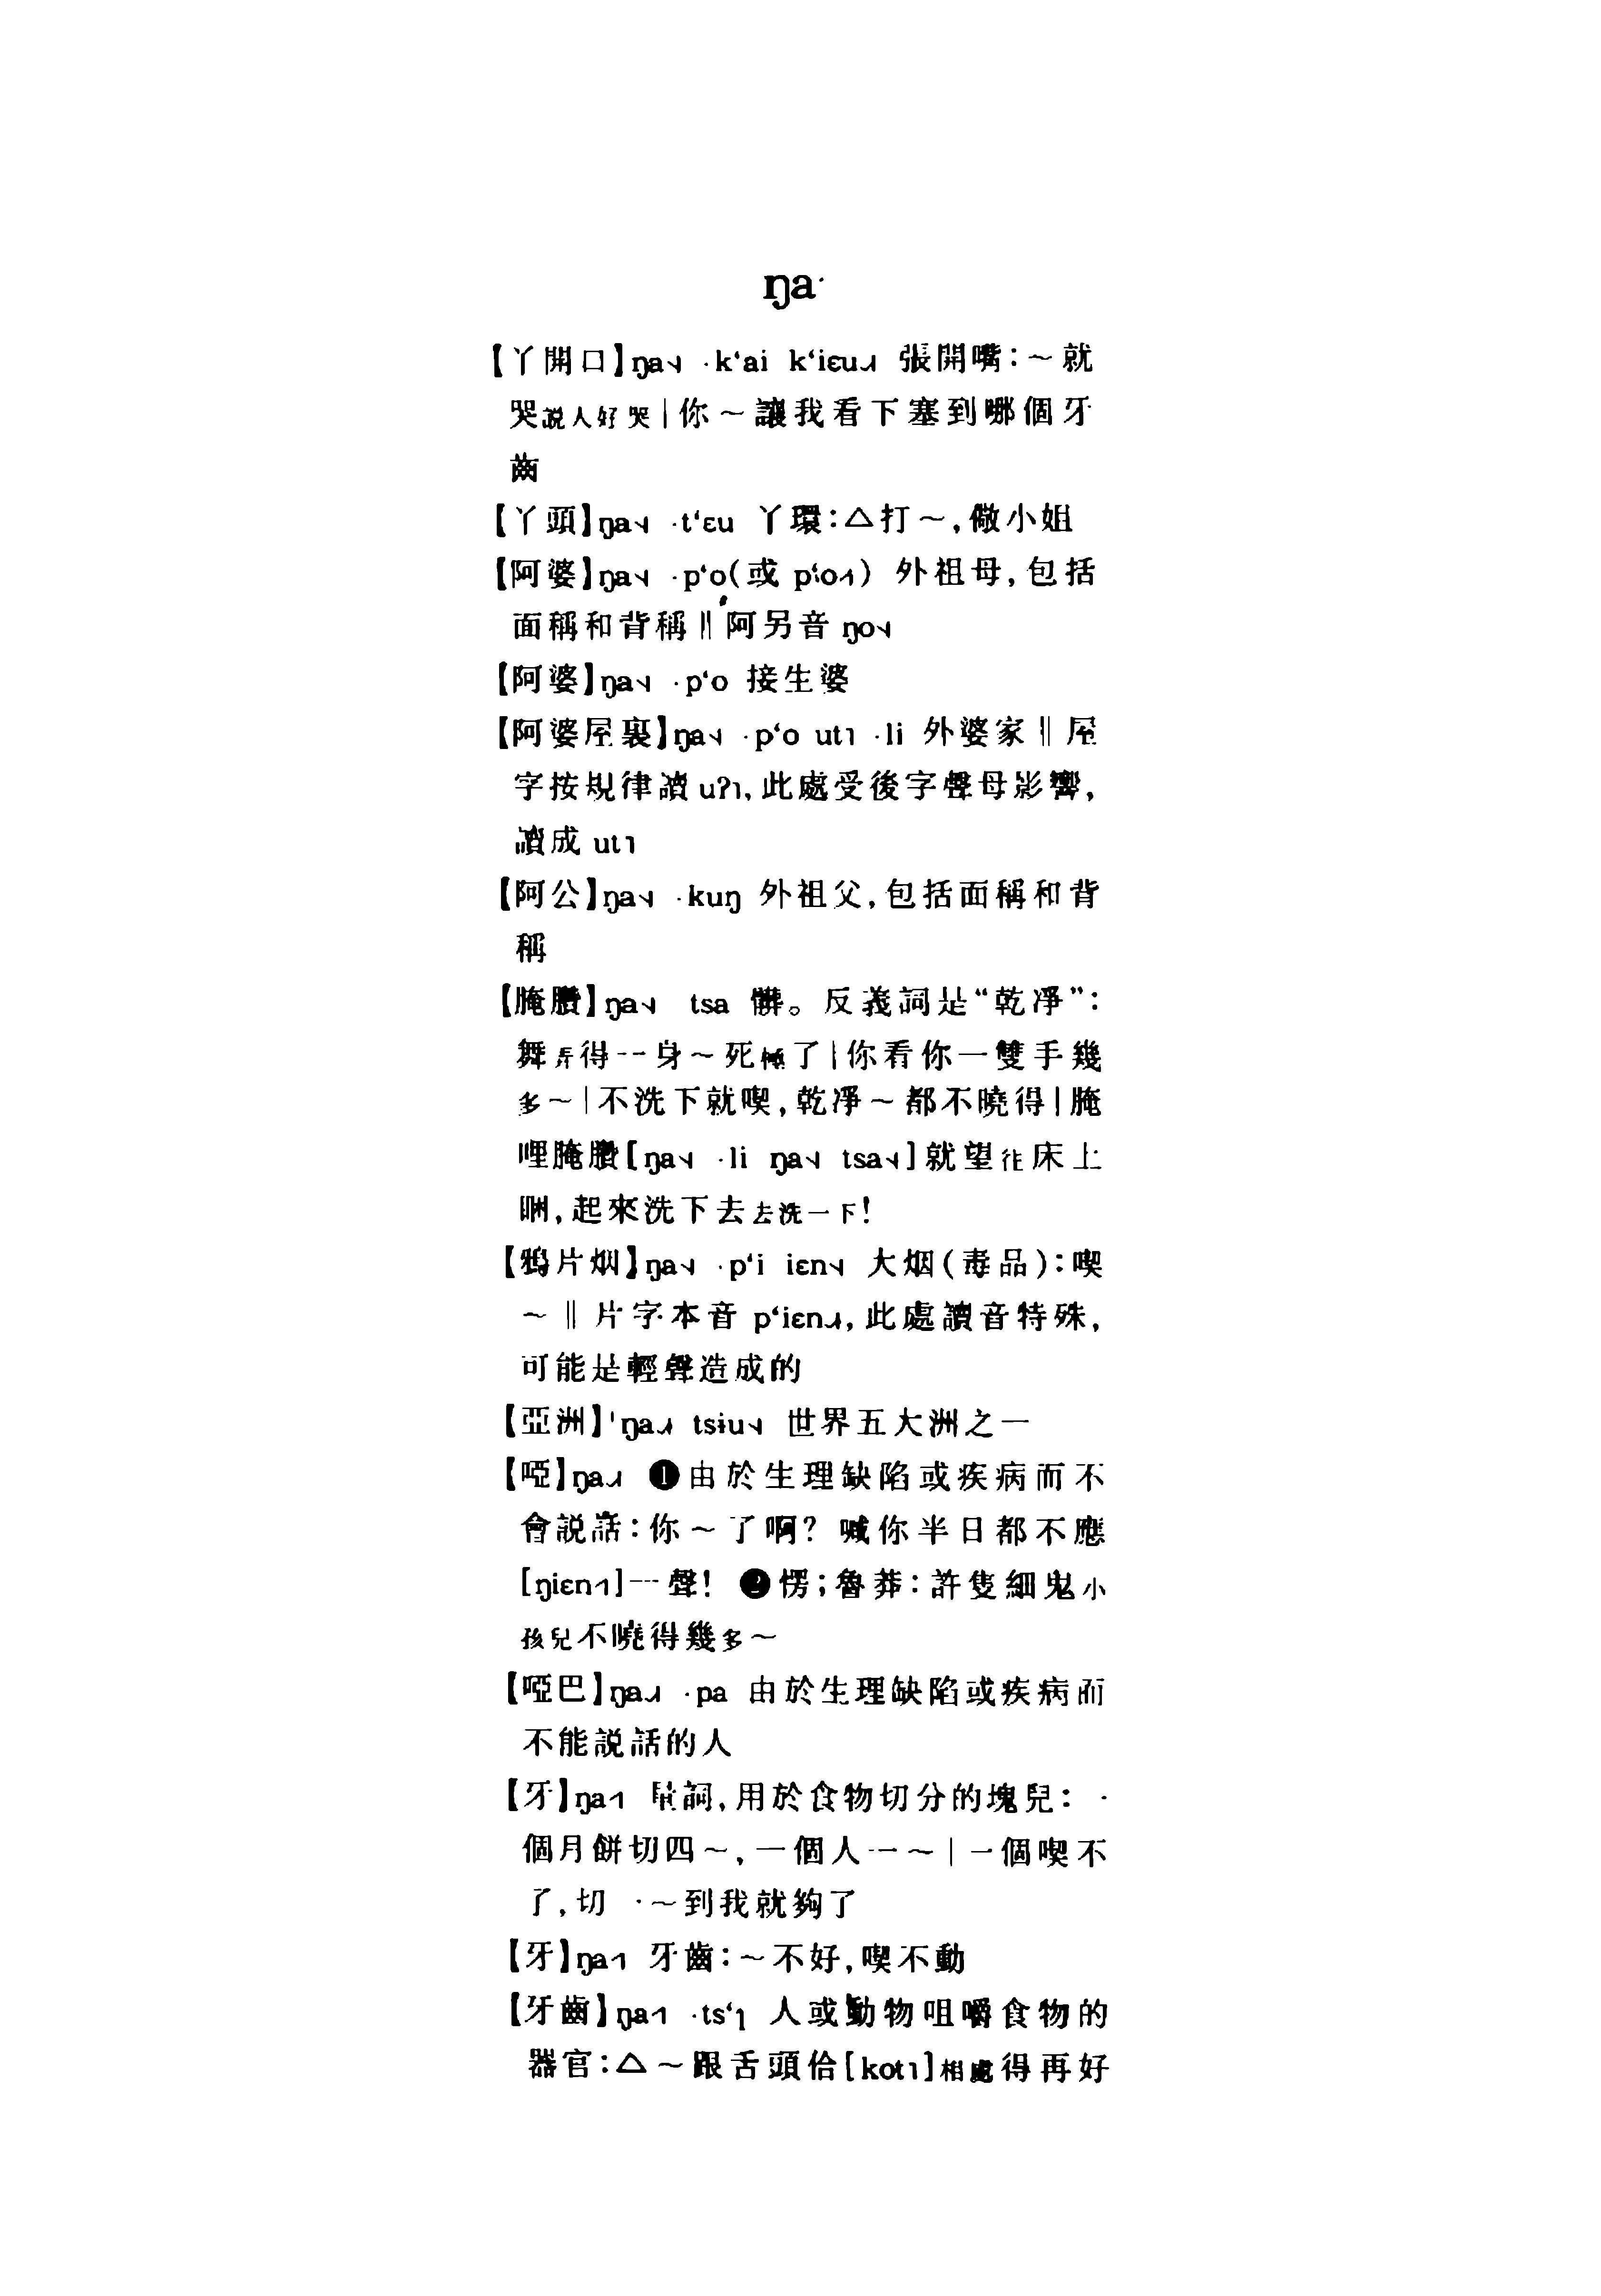 ŋa
【丫開口】ŋa˧˨ ·k‘ai k‘iɛu˨˩˧ 張開嘴：～就
哭説人好哭|你～讓我看下塞到哪個牙
齒
【丫頭】ŋa˧˨ ·t‘ɛu 丫環：△打～，做小姐
【阿婆】ŋa˧˨ ·p‘o（或 p‘o˧˥） 外祖母，包括
面稱和背稱‖阿另音 ŋo˧˨
【阿婆】ŋa˧˨ ·p‘o 接生婆
【阿婆屋裏】ŋa˧˨ ·p‘o ut˥ ·li 外婆家‖屋
字按規律讀 uʔ˥，此處受後字聲母影響，
讀成 ut˥
【阿公】ŋa˧˨ ·kuŋ 外祖父，包括面稱和背
稱
【腌臢】ŋa˧˨ tsa 髒。反義詞是“乾凈”：
舞弄得一身～死極了|你看你一雙手幾
多～|不洗下就喫，乾凈～都不曉得|腌
哩腌臢[ŋa˧˨ ·li ŋa˧˨ tsa˧˨]就望往床上
睏，起來洗下去去洗一下！
【鴉片烟】ŋa˧˨ ·p‘i iɛn˧˨ 大烟（毒品）：喫
～‖片字本音 p‘iɛn˨˩˧，此處讀音特殊，
可能是輕聲造成的
【亞洲】ŋa˨˩˧ tsɨu˧˨ 世界五大洲之一
【啞】ŋa˨˩˧ ❶由於生理缺陷或疾病而不
會説話：你～了啊？喊你半日都不應
[ŋiɛn˧˥]一聲！ ❷愣；魯莽：許隻細鬼小
孩兒不曉得幾多～
【啞巴】ŋa˨˩˧ ·pa 由於生理缺陷或疾病而
不能説話的人
【牙】ŋa˧˥ 量詞，用於食物切分的塊兒：一
個月餅切四～，一個人一～|一個喫不
了，切一～到我就夠了
【牙】ŋa˧˥ 牙齒：～不好，喫不動
【牙齒】ŋa˧˥ ·ts‘ʅ 人或動物咀嚼食物的
器官：△～跟舌頭佮[kot˥]相處得再好